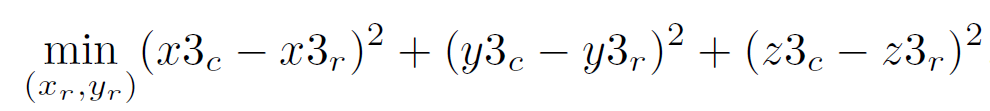 min (x3_c − x3_r)² + (y3_c − y3_r)² + (z3_c − z3_r)²
(x_r,y_r)